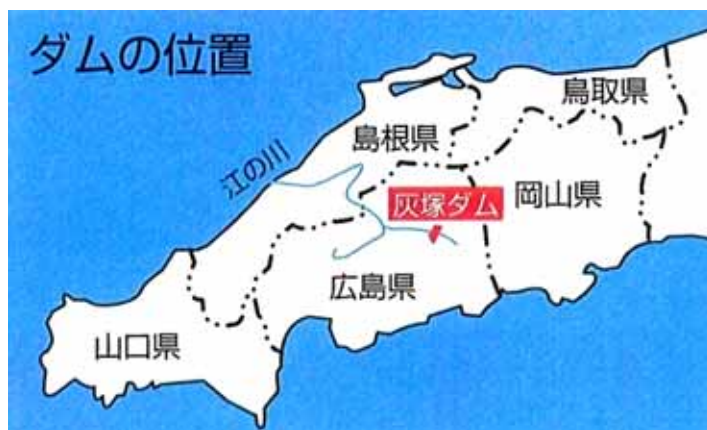 ダムの位置
鳥取県
島根県
江の川
灰塚ダム
岡山県
広島県
山口県